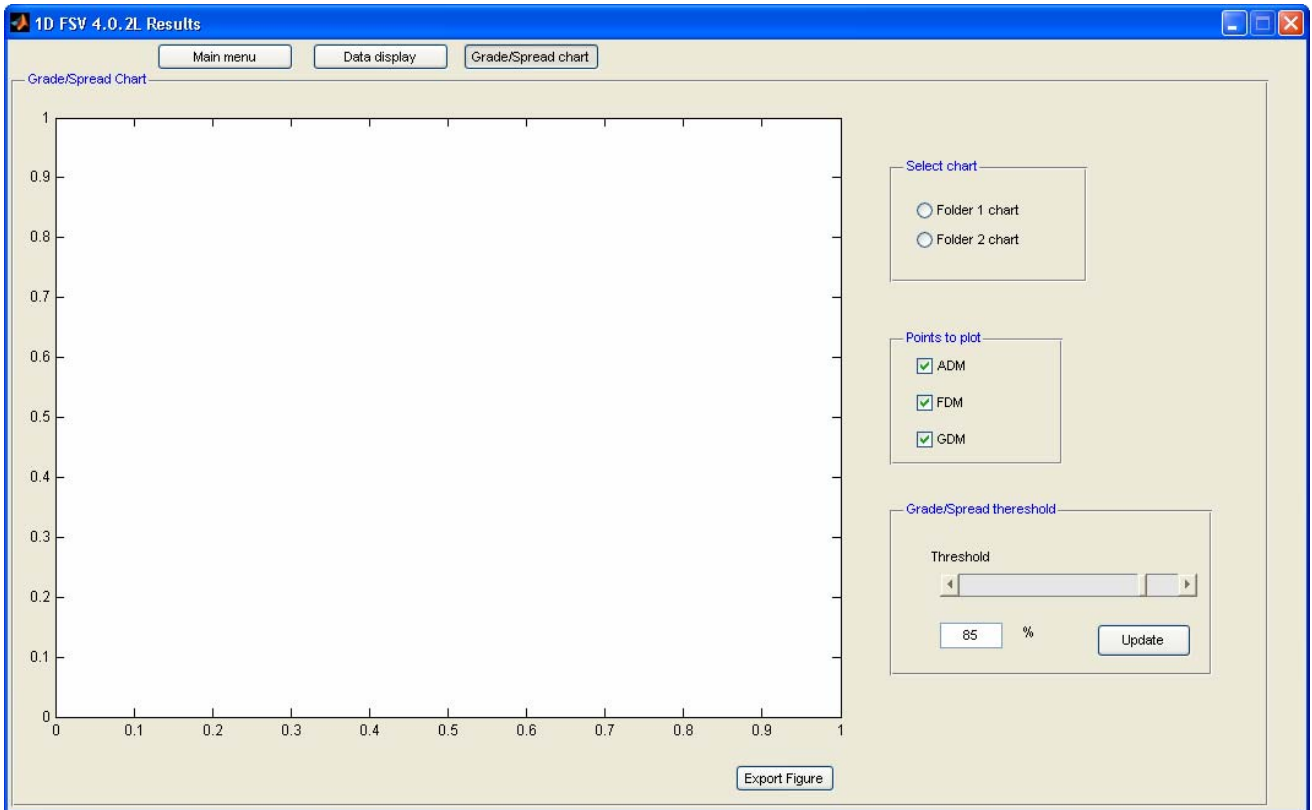 1D FSV 4.0.2L Results
Main menu
Data display
Grade/Spread chart
Grade/Spread Chart
1
0.9
0.8
0.7
0.6
0.5
0.4
0.3
0.2
0.1
0
0 0.1 0.2 0.3 0.4 0.5 0.6 0.7 0.8 0.9 1
Export Figure
Select chart
Folder 1 chart
Folder 2 chart
Points to plot
ADM
FDM
GDM
Grade/Spread thereshold
Threshold
85 %
Update